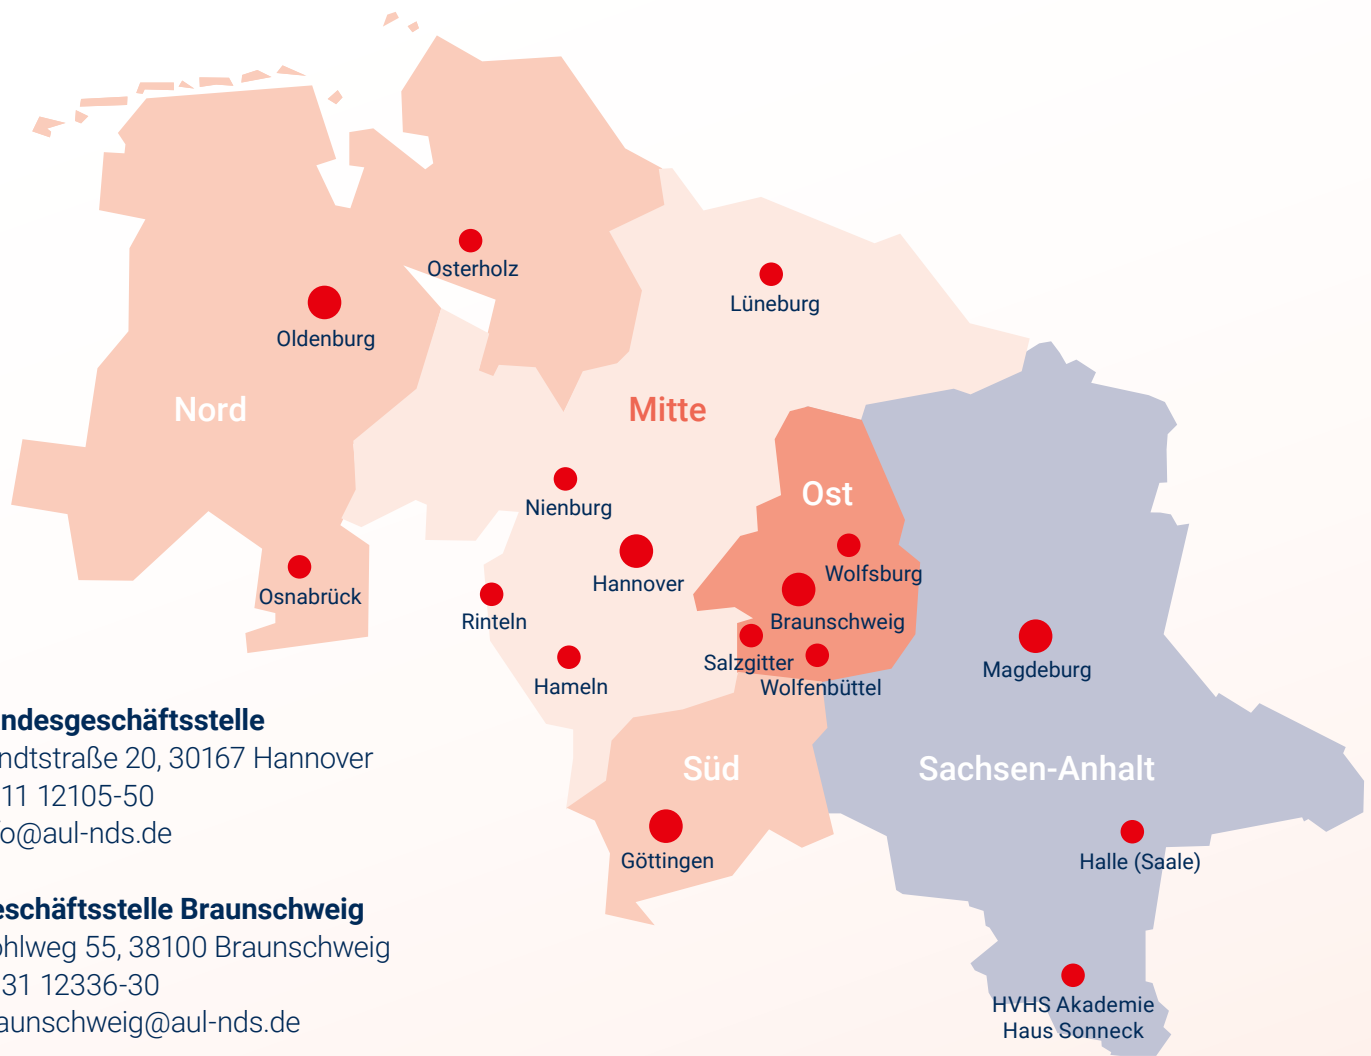 Osterholz
Lüneburg
Oldenburg
Nord
Mitte
Ost
Nienburg
Wolfsburg
Hannover
Osnabrück
Rinteln
Braunschweig
Salzgitter
Magdeburg
Hameln
Wolfenbüttel
Süd
Sachsen-Anhalt
Göttingen
Halle (Saale)
HVHS Akademie
Haus Sonneck
ndesgeschäftsstelle
ndtstraße 20, 30167 Hannover
11 12105-50
o@aul-nds.de
eschäftsstelle Braunschweig
ohlweg 55, 38100 Braunschweig
31 12336-30
aunschweig@aul-nds.de